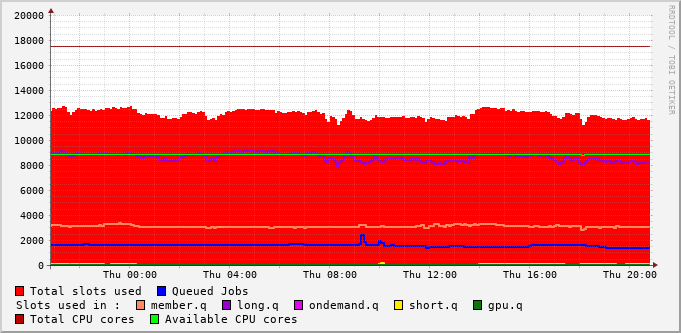 20000
18000
16000
14000
12000
10000
8000
6000
4000
2000
0
Thu 00:00 Thu 04:00 Thu 08:00 Thu 12:00 Thu 16:00 Thu 20:00
Total slots used Queued Jobs
Slots used in : member.q long.q ondemand.q short.q gpu.q
Total CPU cores Available CPU cores
RRDTOOL / TOBI OETIKER